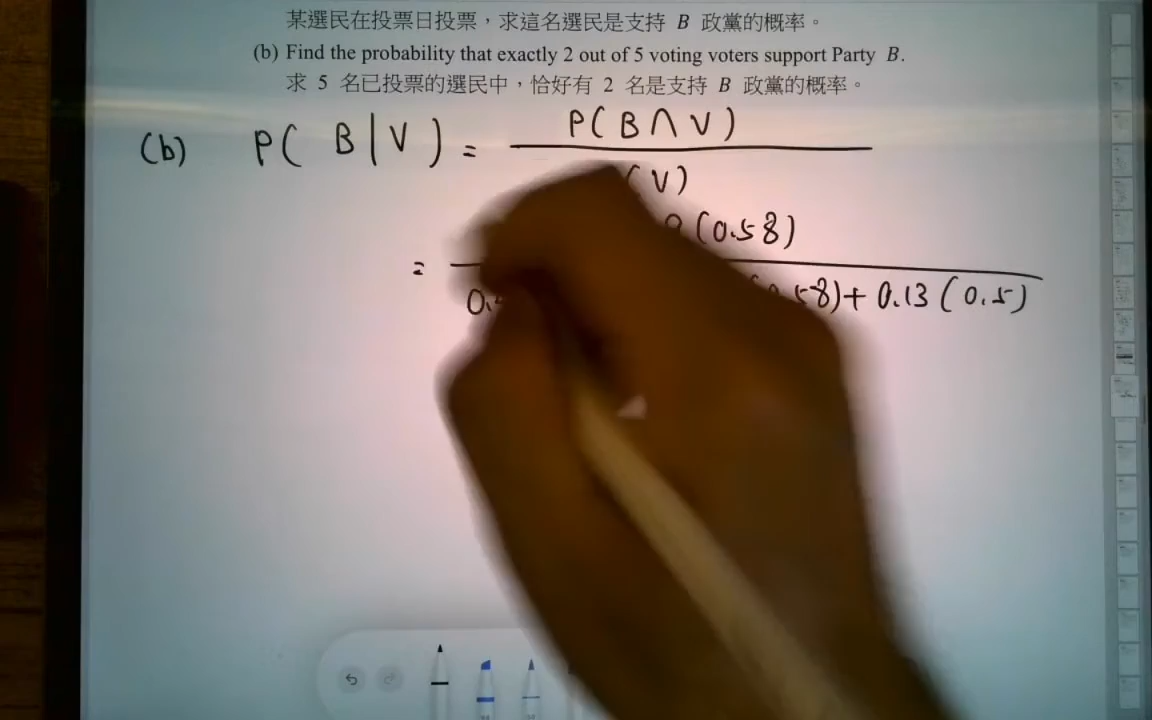 某選民在投票日投票，求這名選民是支持 B 政黨的概率。
(b) Find the probability that exactly 2 out of 5 voting voters support Party B.
求 5 名已投票的選民中，恰好有 2 名是支持 B 政黨的概率。
(b) P( B | V ) = P( B ∩ V )
(V)
= (0.58)
0. 58) + 0.13 ( 0.5 )